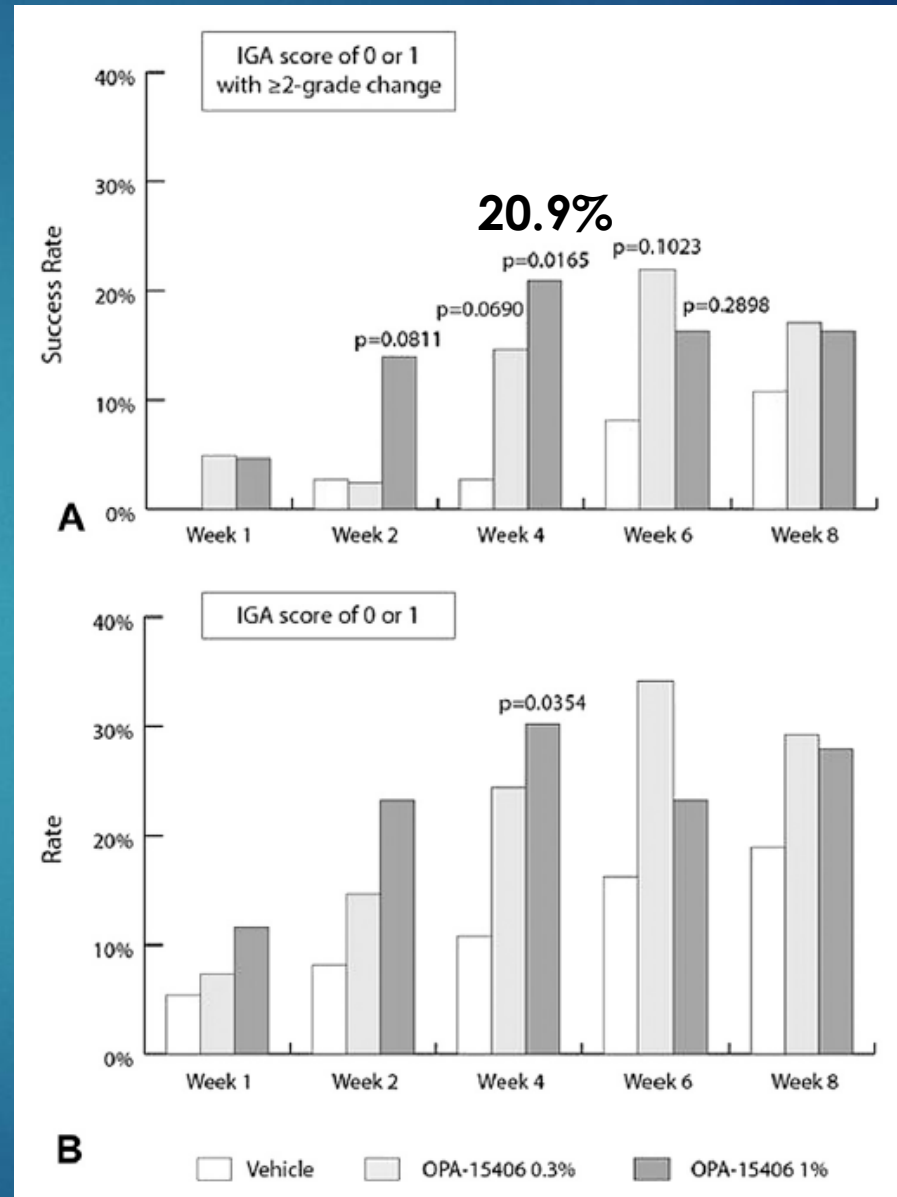 IGA score of 0 or 1
with ≥2-grade change
40%
30%
20%
10%
0%
Success Rate
20.9%
p=0.0165
p=0.1023
p=0.0690
p=0.2898
p=0.0811
A
Week 1
Week 2
Week 4
Week 6
Week 8
IGA score of 0 or 1
40%
30%
20%
10%
0%
Rate
p=0.0354
Week 1
Week 2
Week 4
Week 6
Week 8
B
Vehicle
OPA-15406 0.3%
OPA-15406 1%